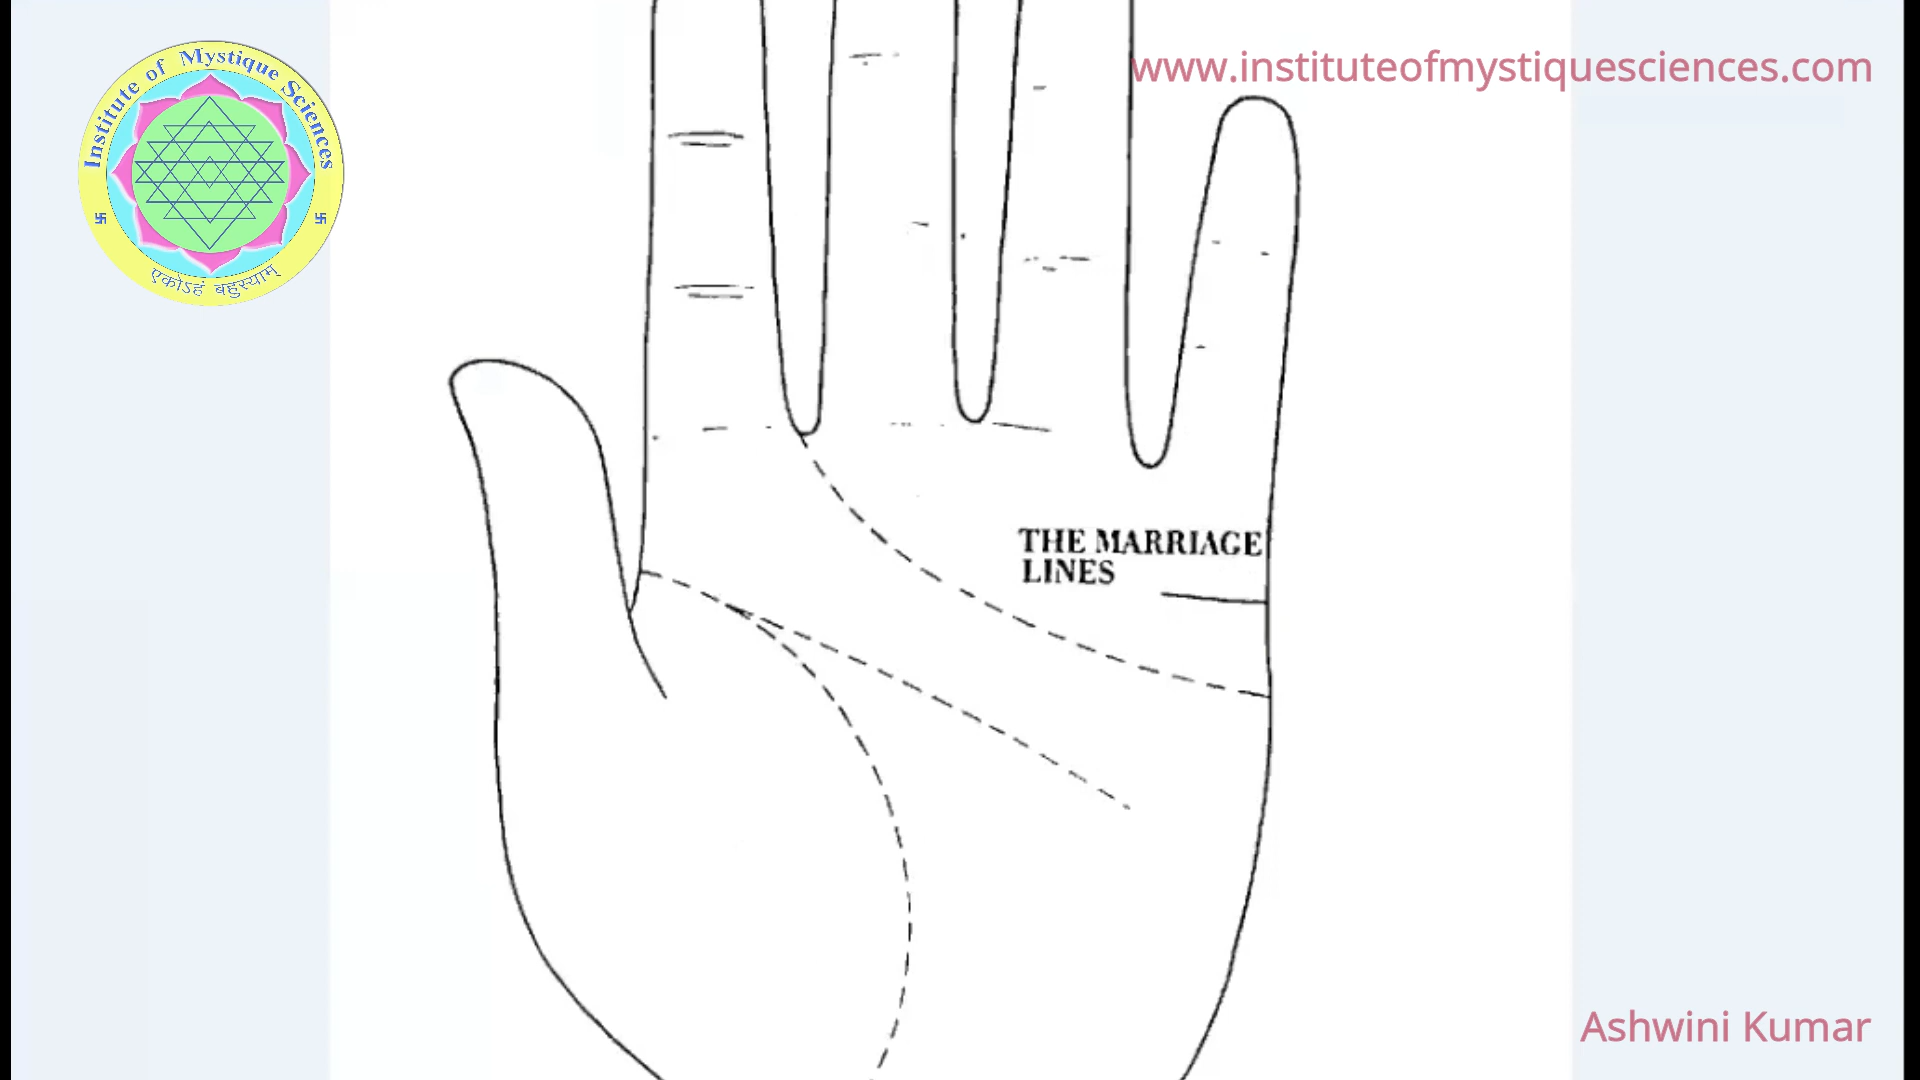 Institute of Mystique Sciences
एकोऽहं बहुस्याम्
www.instituteofmystiquesciences.com
THE MARRIAGE
LINES
Ashwini Kumar